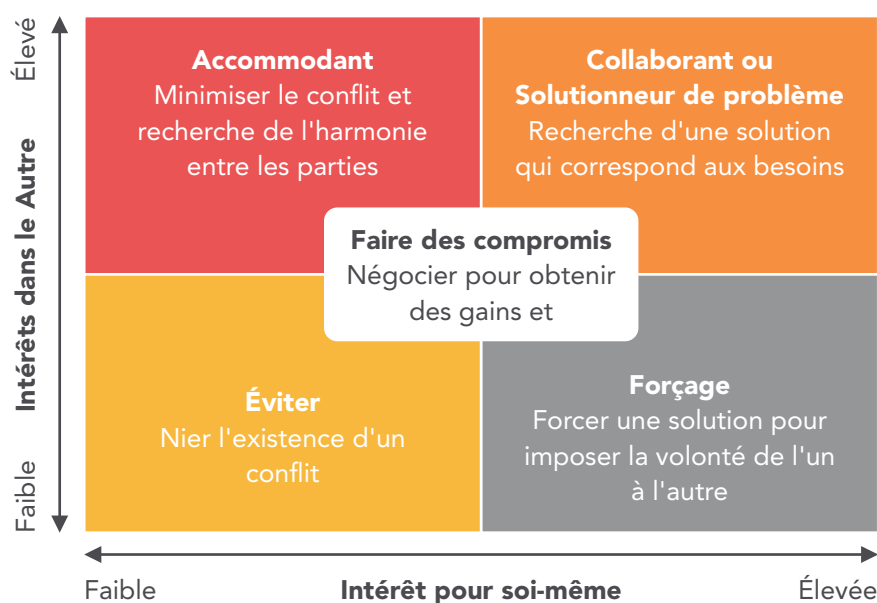 Élevé
Intérêts dans le Autre
Faible
Accommodant
Minimiser le conflit et
recherche de l'harmonie
entre les parties
Collaborant ou
Solutionneur de problème
Recherche d'une solution
qui correspond aux besoins
Faire des compromis
Négocier pour obtenir
des gains et
Éviter
Nier l'existence d'un
conflit
Forçage
Forcer une solution pour
imposer la volonté de l'un
à l'autre
Faible
Intérêt pour soi-même
Élevée